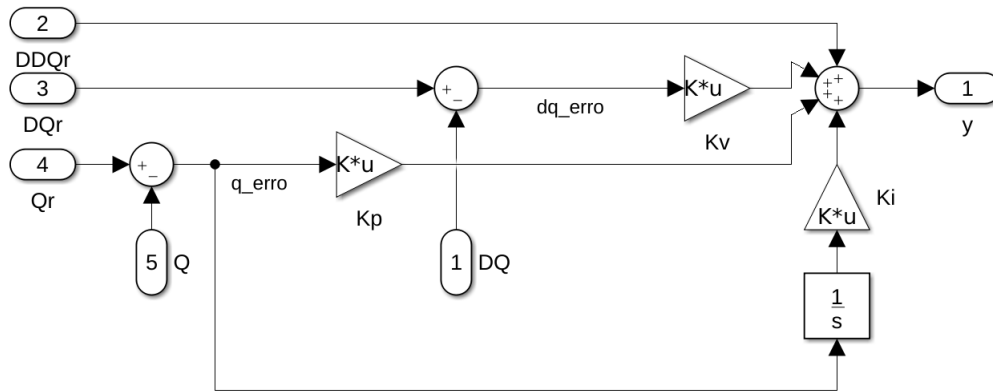 2
DDQr
3
DQr
4
Qr
+
−
5
Q
q_erro
K*u
Kp
+
−
1
DQ
dq_erro
K*u
Kv
+
+
+
+
1
y
K*u
Ki
1
s